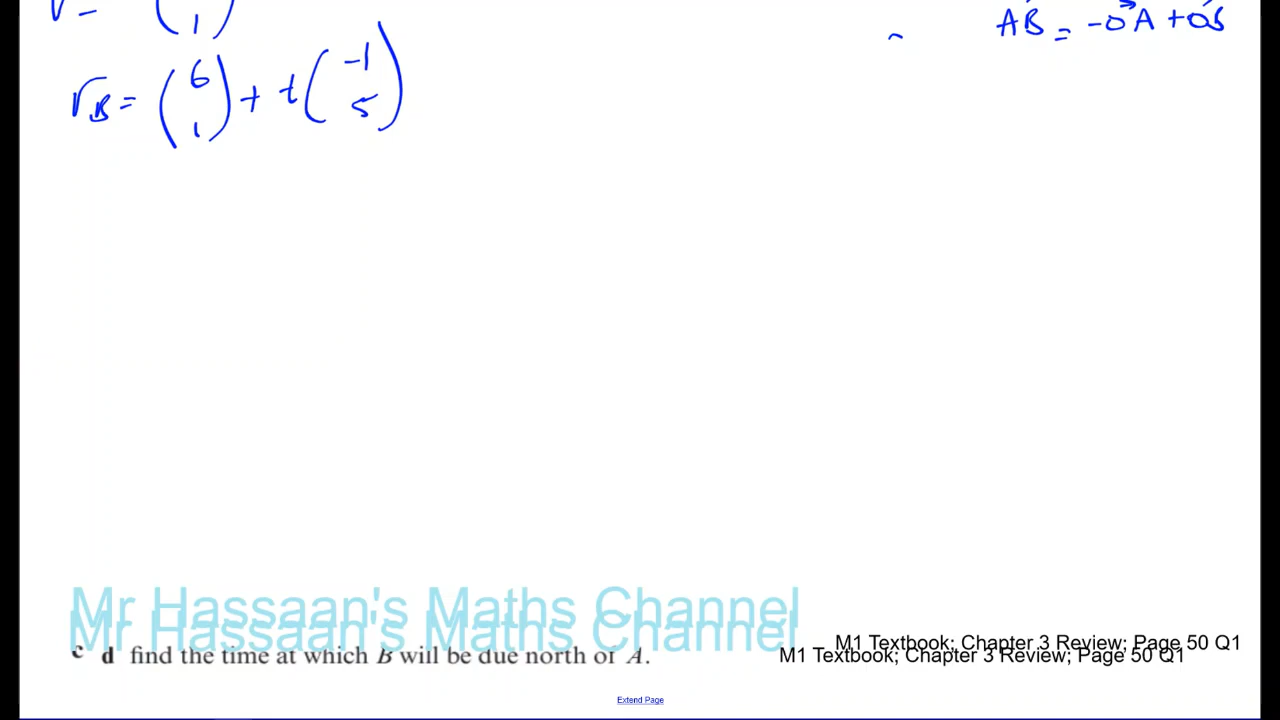 AB = -OA + OB
r_B = (6 1) + t(-1 5)
Mr Hassaan's Maths Channel
Mr Hassaan's Maths Channel
M1 Textbook; Chapter 3 Review; Page 50 Q1
M1 Textbook; Chapter 3 Review; Page 50 Q1
c d find the time at which B will be due north of A.
Extend Page